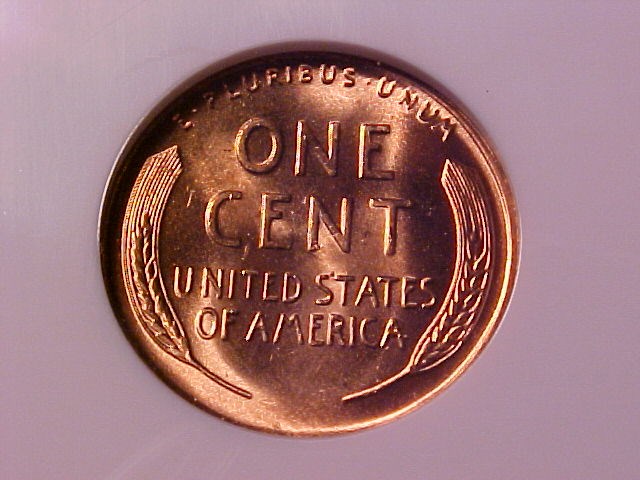 E·PLURIBUS·UNUM
ONE
CENT
UNITED STATES
OF AMERICA